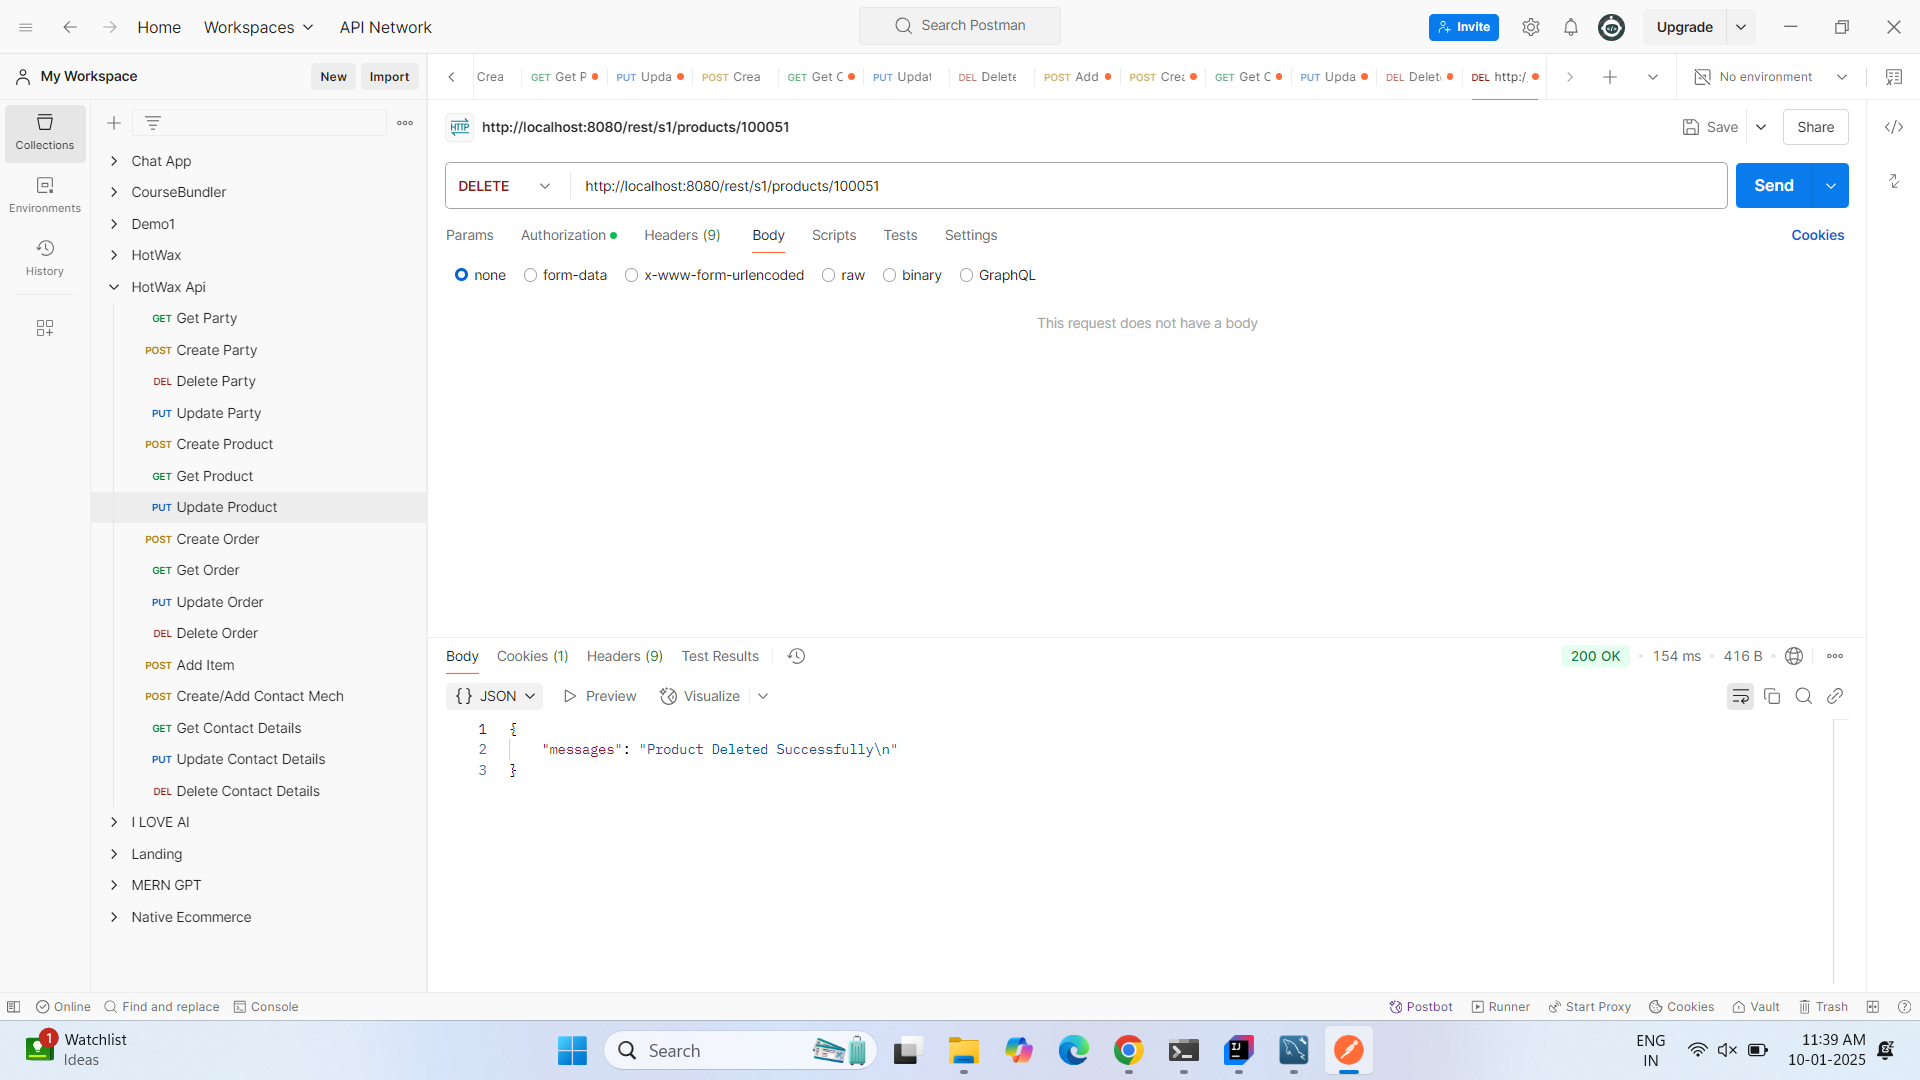 Home
Workspaces
API Network
Search Postman
Invite
Upgrade
My Workspace
New
Import
Crea
GET Get P
PUT Upda
POST Crea
GET Get C
PUT Updat
DEL Delete
POST Add
POST Crea
GET Get C
PUT Upda
DEL Delet
DEL http:/
No environment
Collections
Environments
History
Chat App
CourseBundler
Demo1
HotWax
HotWax Api
GET Get Party
POST Create Party
DEL Delete Party
PUT Update Party
POST Create Product
GET Get Product
PUT Update Product
POST Create Order
GET Get Order
PUT Update Order
DEL Delete Order
POST Add Item
POST Create/Add Contact Mech
GET Get Contact Details
PUT Update Contact Details
DEL Delete Contact Details
I LOVE AI
Landing
MERN GPT
Native Ecommerce
HTTP http://localhost:8080/rest/s1/products/100051
Save
Share
DELETE
http://localhost:8080/rest/s1/products/100051
Send
Params
Authorization
Headers (9)
Body
Scripts
Tests
Settings
Cookies
none
form-data
x-www-form-urlencoded
raw
binary
GraphQL
This request does not have a body
Body
Cookies (1)
Headers (9)
Test Results
200 OK
154 ms
416 B
{} JSON
Preview
Visualize
1 {
2 "messages": "Product Deleted Successfully\n"
3 }
Online
Find and replace
Console
Postbot
Runner
Start Proxy
Cookies
Vault
Trash
1
Watchlist
Ideas
Search
IJ
ENG
IN
11:39 AM
10-01-2025